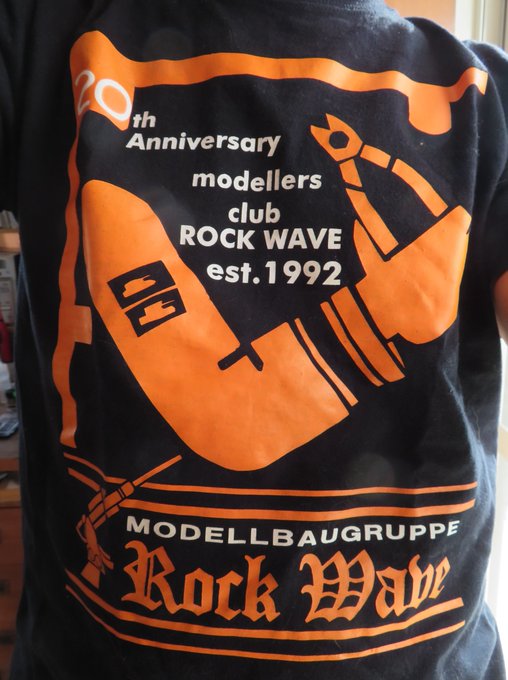 20th
Anniversary
modellers
club
ROCK WAVE
est.1992
MODELLBAUGRUPPE
Rock Wave